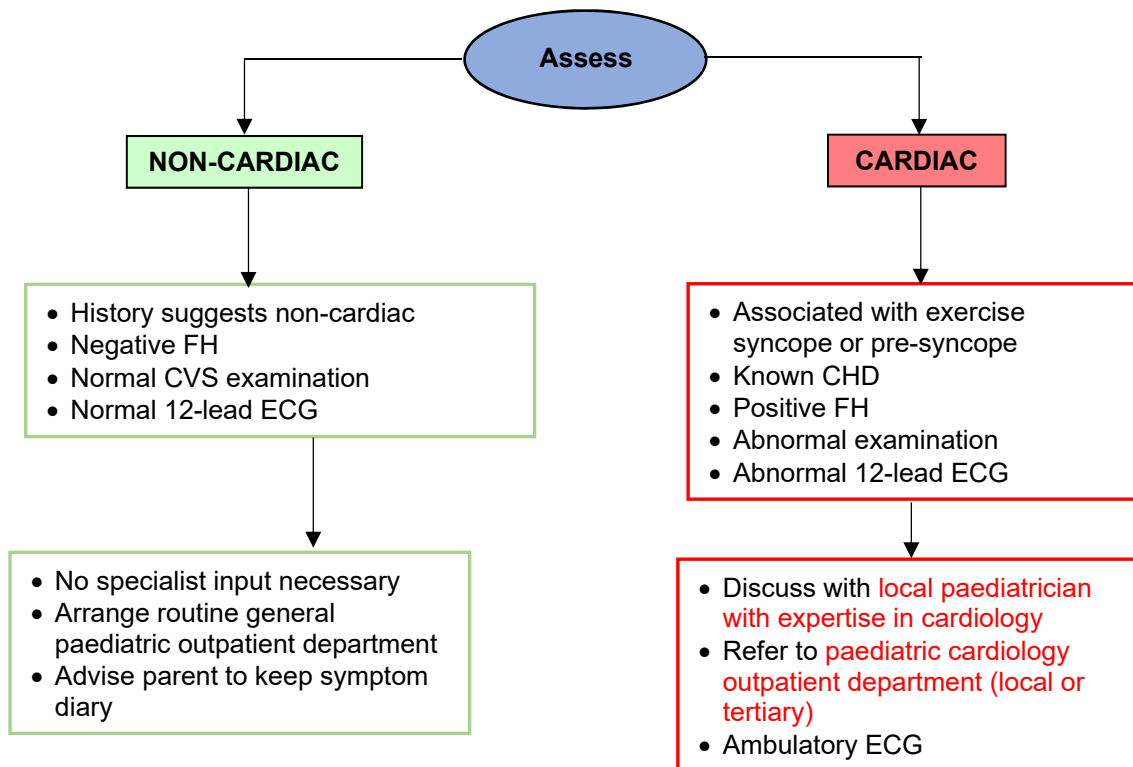 Assess
NON-CARDIAC
CARDIAC
• History suggests non-cardiac
• Negative FH
• Normal CVS examination
• Normal 12-lead ECG
• Associated with exercise
syncope or pre-syncope
• Known CHD
• Positive FH
• Abnormal examination
• Abnormal 12-lead ECG
• No specialist input necessary
• Arrange routine general
paediatric outpatient department
• Advise parent to keep symptom
diary
• Discuss with local paediatrician
with expertise in cardiology
• Refer to paediatric cardiology
outpatient department (local or
tertiary)
• Ambulatory ECG